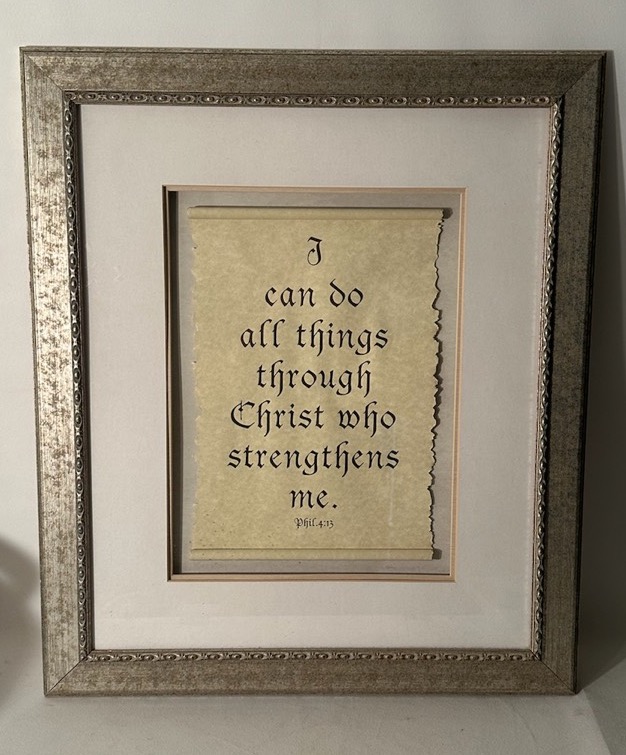 I
can do
all things
through
Christ who
strengthens
me.
Phil.4:13